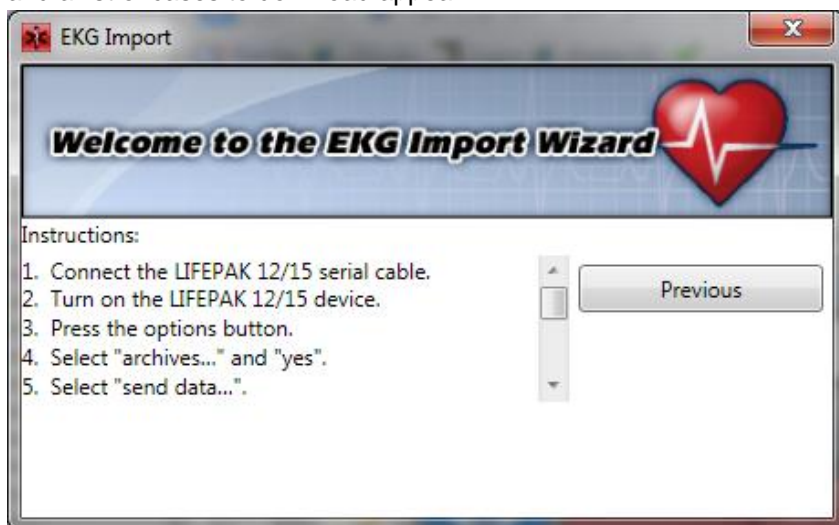 EKG Import
Welcome to the EKG Import Wizard
Instructions:
1. Connect the LIFEPAK 12/15 serial cable.
2. Turn on the LIFEPAK 12/15 device.
3. Press the options button.
4. Select "archives..." and "yes".
5. Select "send data...".
Previous